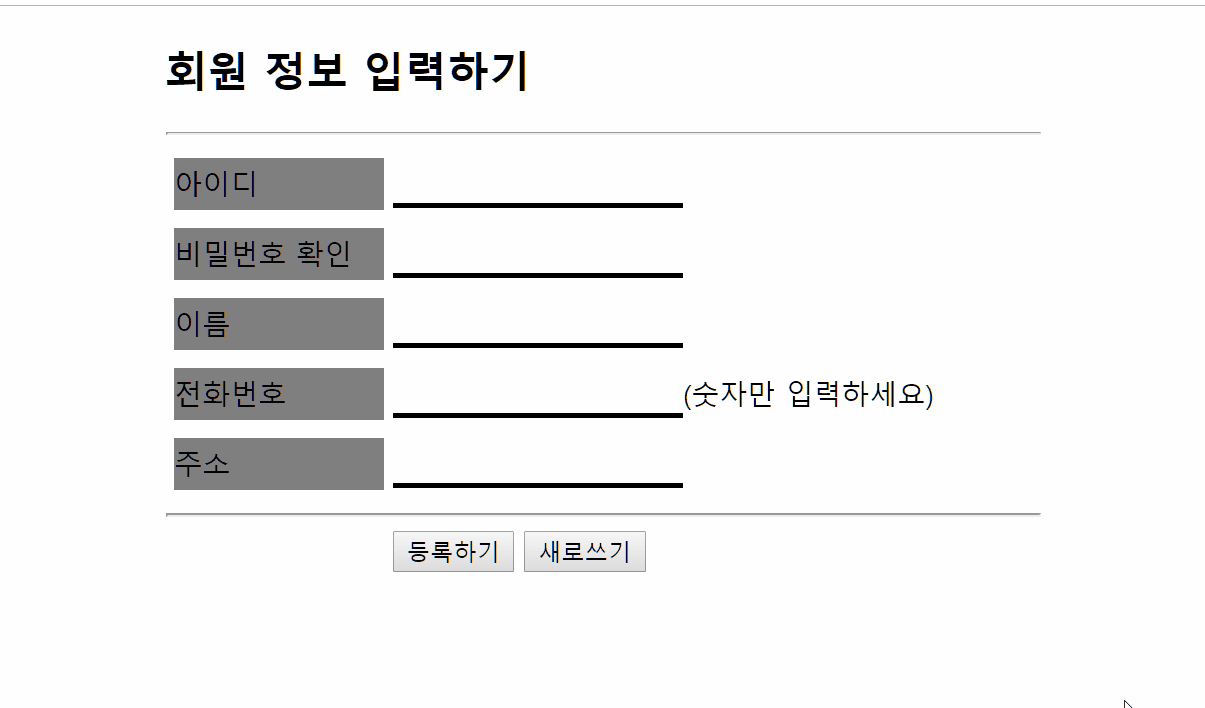 회원 정보 입력하기
아이디
비밀번호 확인
이름
전화번호 (숫자만 입력하세요)
주소
등록하기 새로쓰기